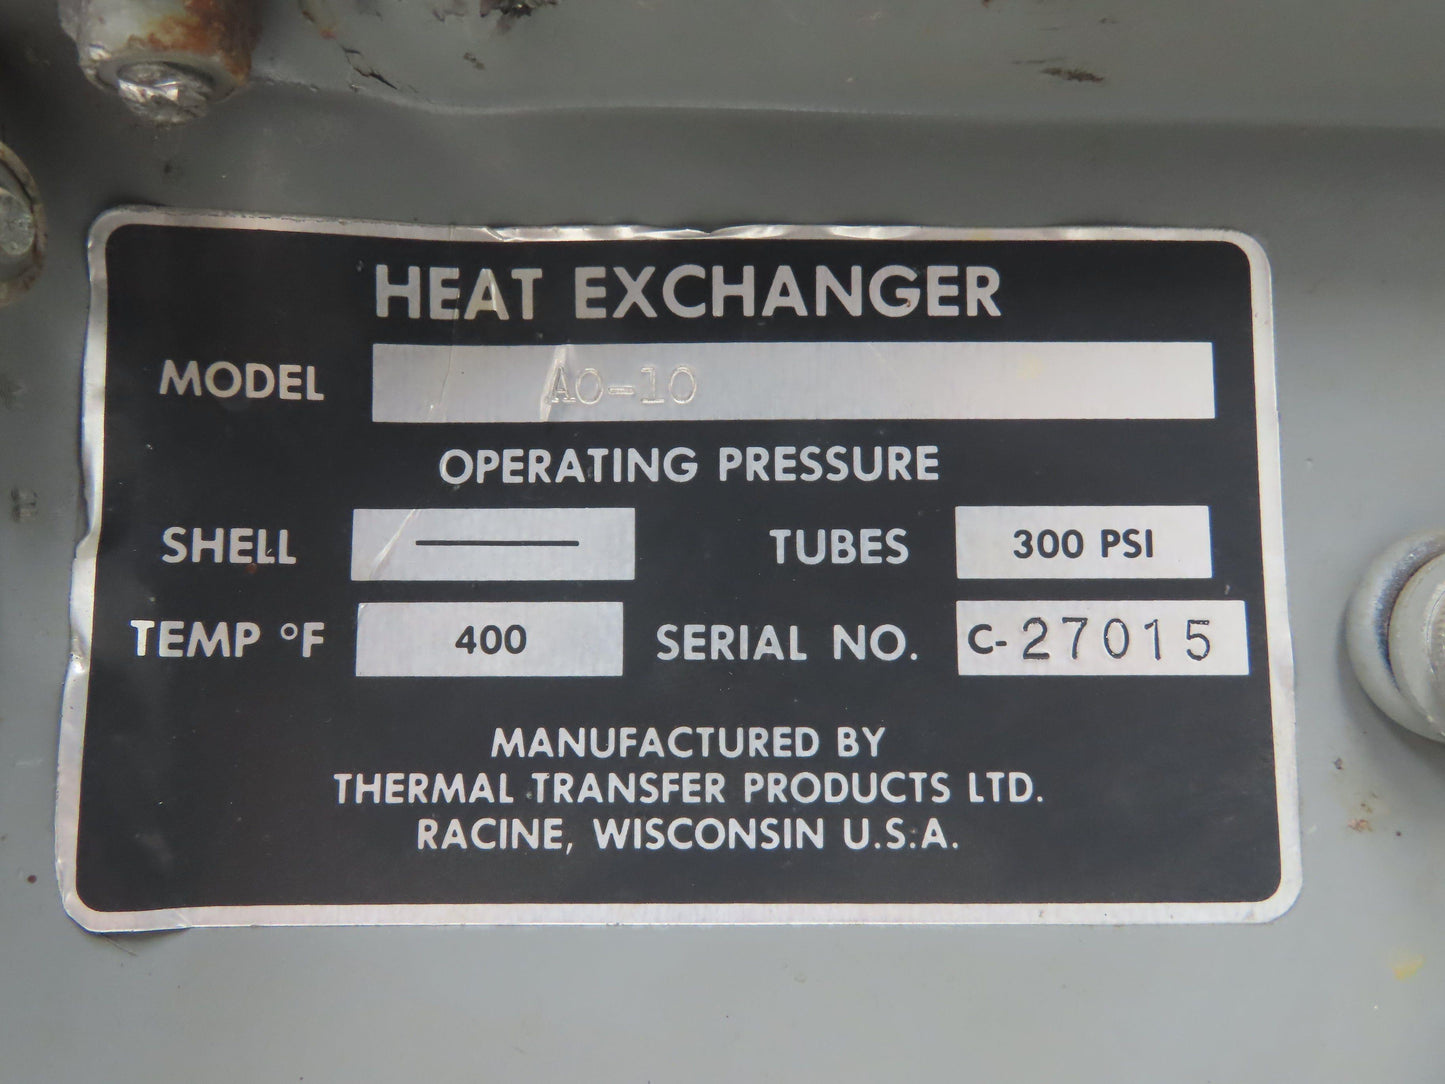 HEAT EXCHANGER
MODEL AO-10
OPERATING PRESSURE
SHELL — TUBES 300 PSI
TEMP °F 400 SERIAL NO. C-27015
MANUFACTURED BY
THERMAL TRANSFER PRODUCTS LTD.
RACINE, WISCONSIN U.S.A.